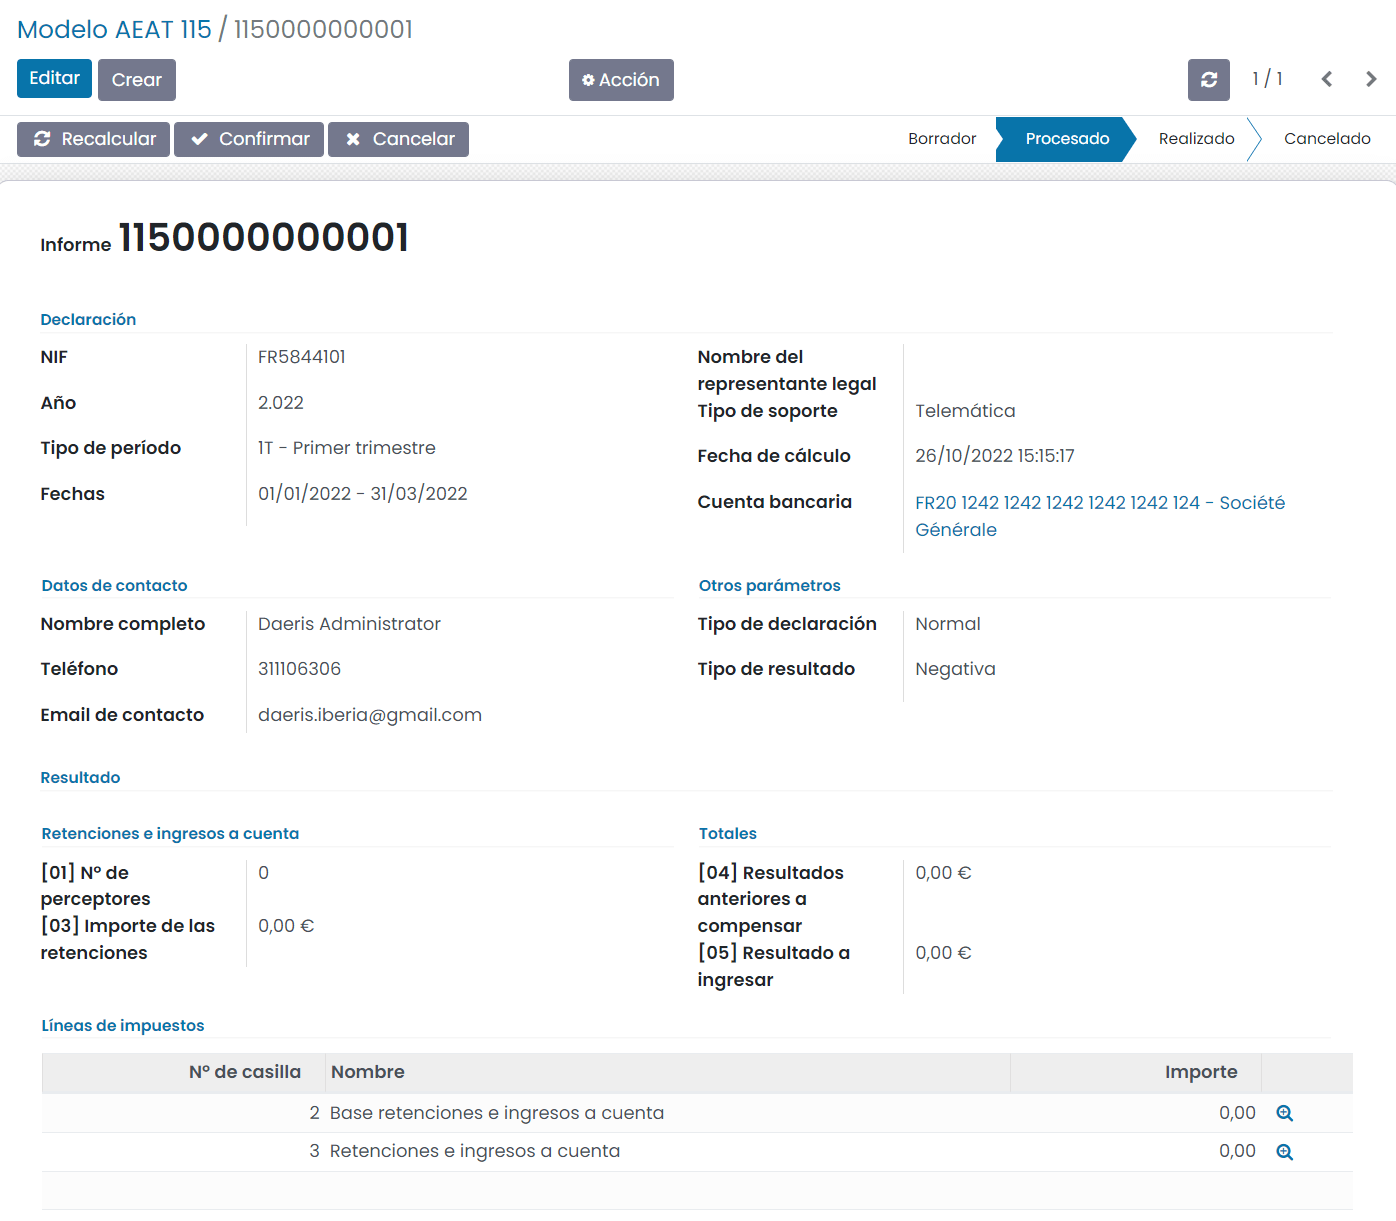 Modelo AEAT 115 / 1150000000001
Editar Crear Acción 1 / 1
Recalcular Confirmar Cancelar Borrador Procesado Realizado Cancelado
Informe 1150000000001
Declaración
NIF FR5844101
Año 2.022
Tipo de período 1T - Primer trimestre
Fechas 01/01/2022 - 31/03/2022
Nombre del
representante legal
Tipo de soporte Telemática
Fecha de cálculo 26/10/2022 15:15:17
Cuenta bancaria FR20 1242 1242 1242 1242 1242 124 - Société
Générale
Datos de contacto
Nombre completo Daeris Administrator
Teléfono 311106306
Email de contacto daeris.iberia@gmail.com
Otros parámetros
Tipo de declaración Normal
Tipo de resultado Negativa
Resultado
Retenciones e ingresos a cuenta
[01] Nº de 0
perceptores
[03] Importe de las 0,00 €
retenciones
Totales
[04] Resultados 0,00 €
anteriores a
compensar
[05] Resultado a 0,00 €
ingresar
Líneas de impuestos
Nº de casilla Nombre Importe
2 Base retenciones e ingresos a cuenta 0,00
3 Retenciones e ingresos a cuenta 0,00